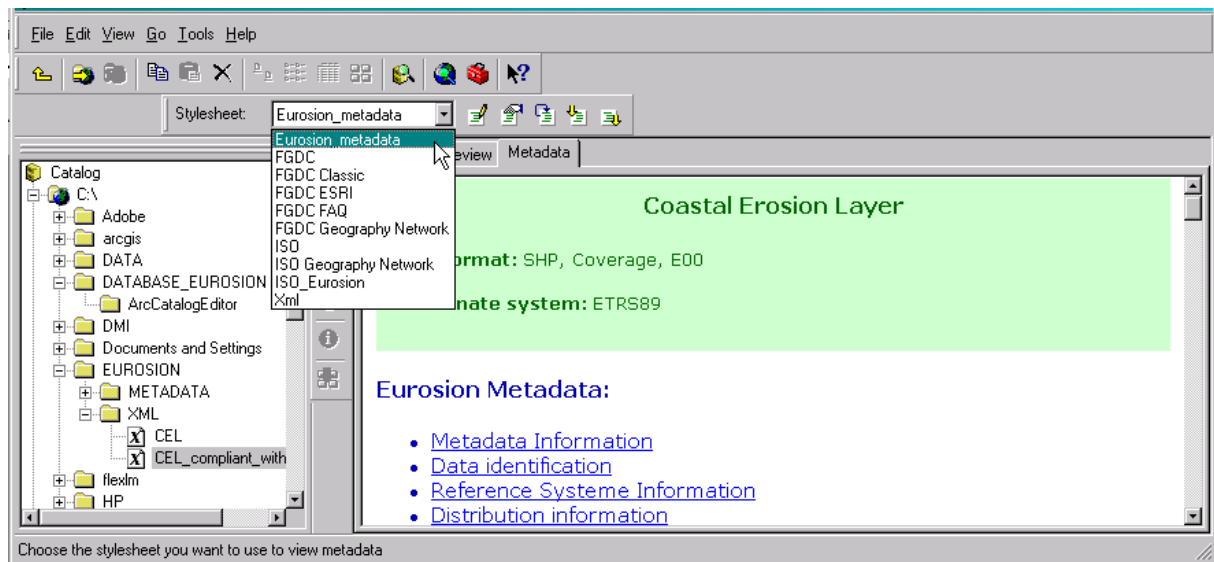 File Edit View Go Tools Help
Stylesheet: Eurosion_metadata
Eurosion_metadata
FGDC
FGDC Classic
FGDC ESRI
FGDC FAQ
FGDC Geography Network
ISO
ISO Geography Network
ISO_Eurosion
Xml
Catalog
C:\
Adobe
arcgis
DATA
DATABASE_EUROSION
ArcCatalogEditor
DMI
Documents and Settings
EUROSION
METADATA
XML
CEL
CEL_compliant_with
flexlm
HP
eview Metadata
Coastal Erosion Layer
ormat: SHP, Coverage, E00
nate system: ETRS89
Eurosion Metadata:
Metadata Information
Data identification
Reference Systeme Information
Distribution information
Choose the stylesheet you want to use to view metadata